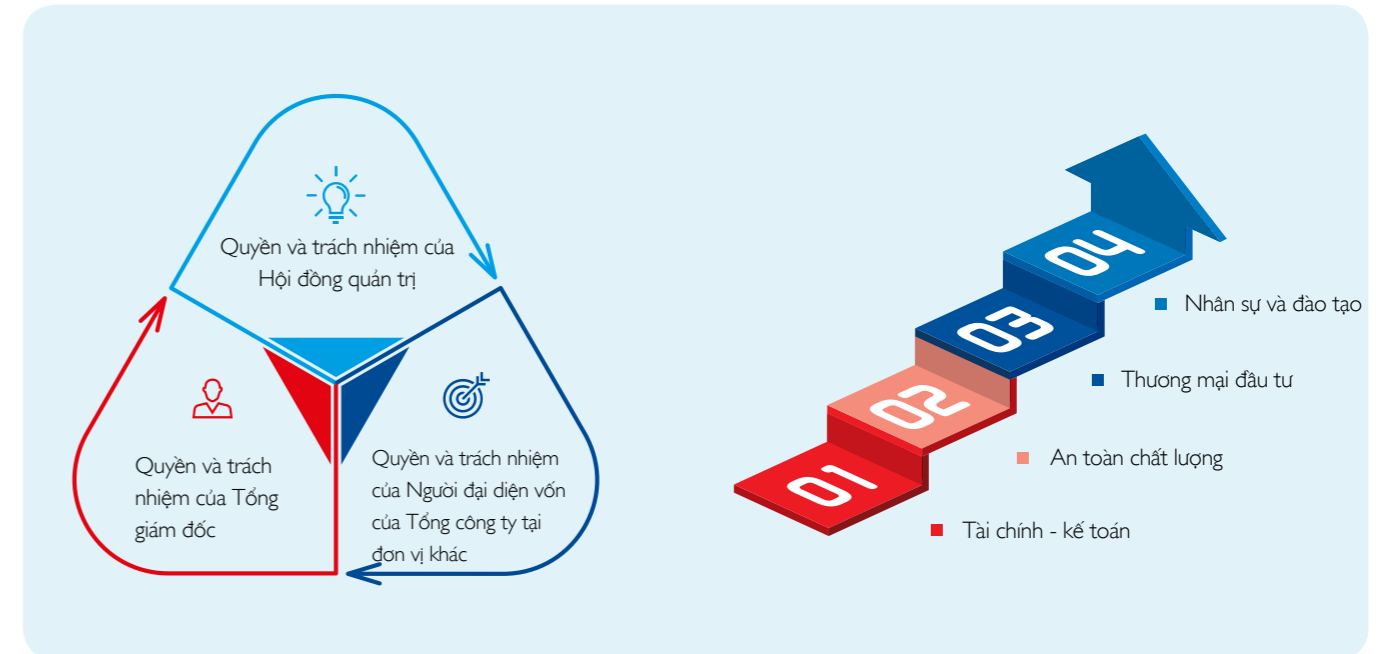 Quyền và trách nhiệm của
Hội đồng quản trị
Quyền và trách
nhiệm của Tổng
giám đốc
Quyền và trách nhiệm
của Người đại diện vốn
của Tổng công ty tại
đơn vị khác
04
Nhân sự và đào tạo
03
Thương mại đầu tư
02
An toàn chất lượng
01
Tài chính - kế toán